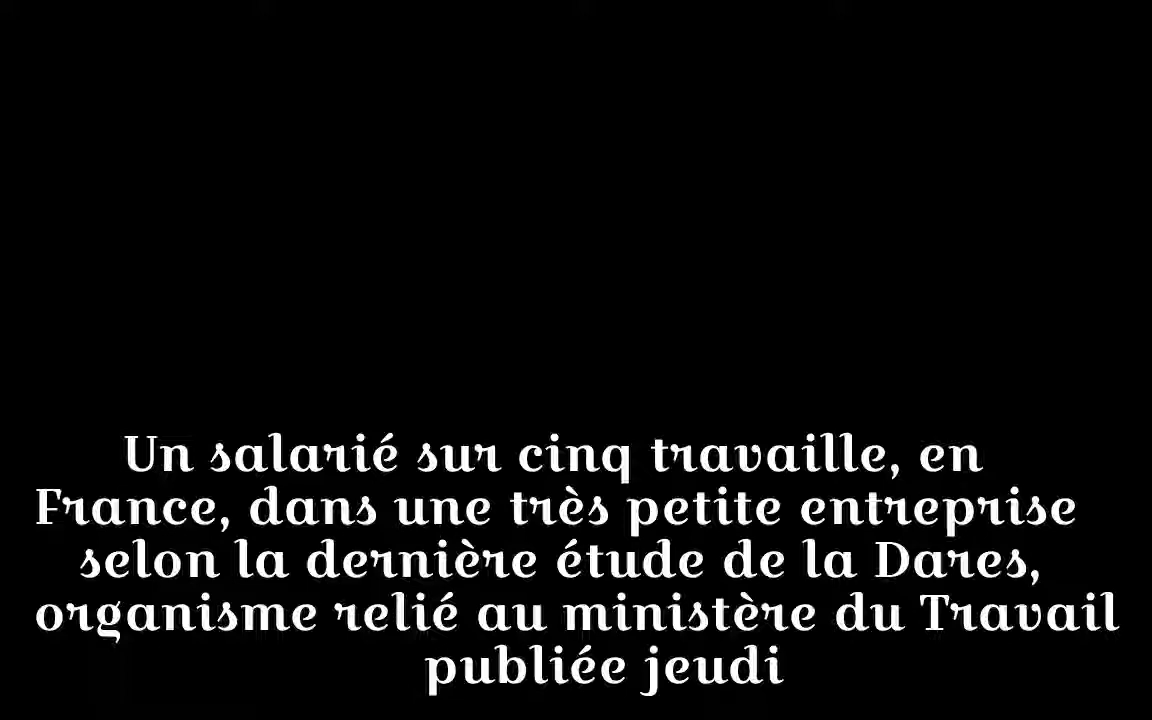 Un salarié sur cinq travaille, en
France, dans une très petite entreprise
selon la dernière étude de la Dares,
organisme relié au ministère du Travail
publiée jeudi